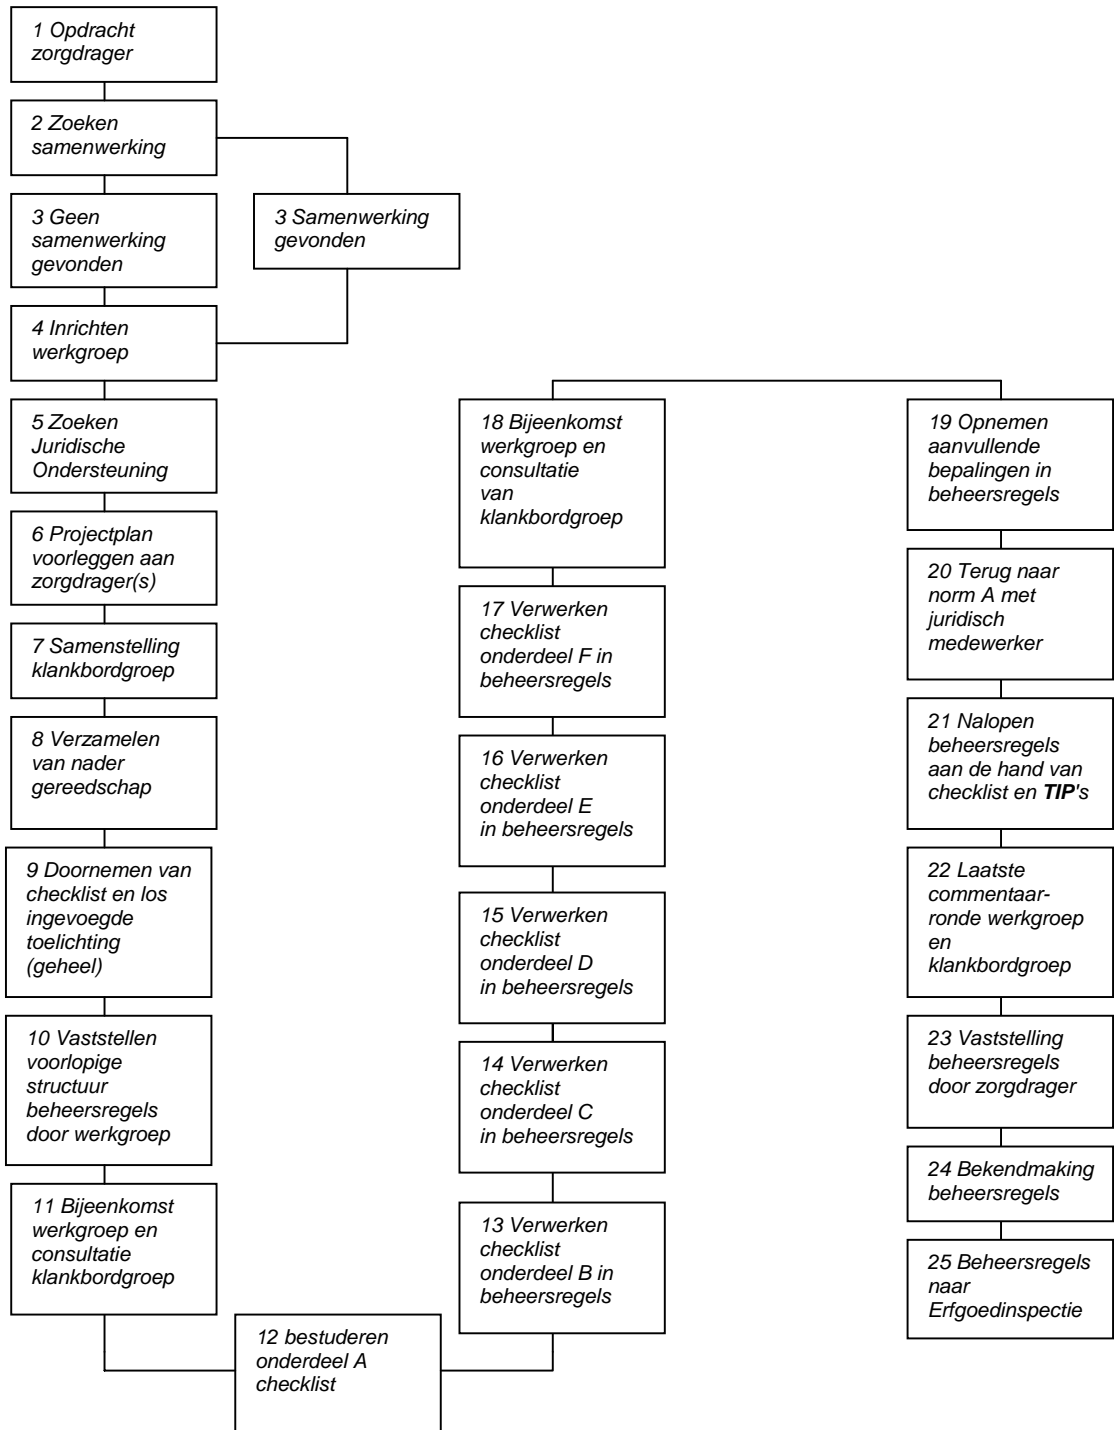 1 Opdracht
zorgdrager
2 Zoeken
samenwerking
3 Geen
samenwerking
gevonden
3 Samenwerking
gevonden
4 Inrichten
werkgroep
5 Zoeken
Juridische
Ondersteuning
6 Projectplan
voorleggen aan
zorgdrager(s)
7 Samenstelling
klankbordgroep
8 Verzamelen
van nader
gereedschap
9 Doornemen van
checklist en los
ingevoegde
toelichting
(geheel)
10 Vaststellen
voorlopige
structuur
beheersregels
door werkgroep
11 Bijeenkomst
werkgroep en
consultatie
klankbordgroep
12 bestuderen
onderdeel A
checklist
13 Verwerken
checklist
onderdeel B in
beheersregels
14 Verwerken
checklist
onderdeel C
in beheersregels
15 Verwerken
checklist
onderdeel D
in beheersregels
16 Verwerken
checklist
onderdeel E
in beheersregels
17 Verwerken
checklist
onderdeel F in
beheersregels
18 Bijeenkomst
werkgroep en
consultatie
van
klankbordgroep
19 Opnemen
aanvullende
bepalingen in
beheersregels
20 Terug naar
norm A met
juridisch
medewerker
21 Nalopen
beheersregels
aan de hand van
checklist en TIP's
22 Laatste
commentaar-
ronde werkgroep
en
klankbordgroep
23 Vaststelling
beheersregels
door zorgdrager
24 Bekendmaking
beheersregels
25 Beheersregels
naar
Erfgoedinspectie